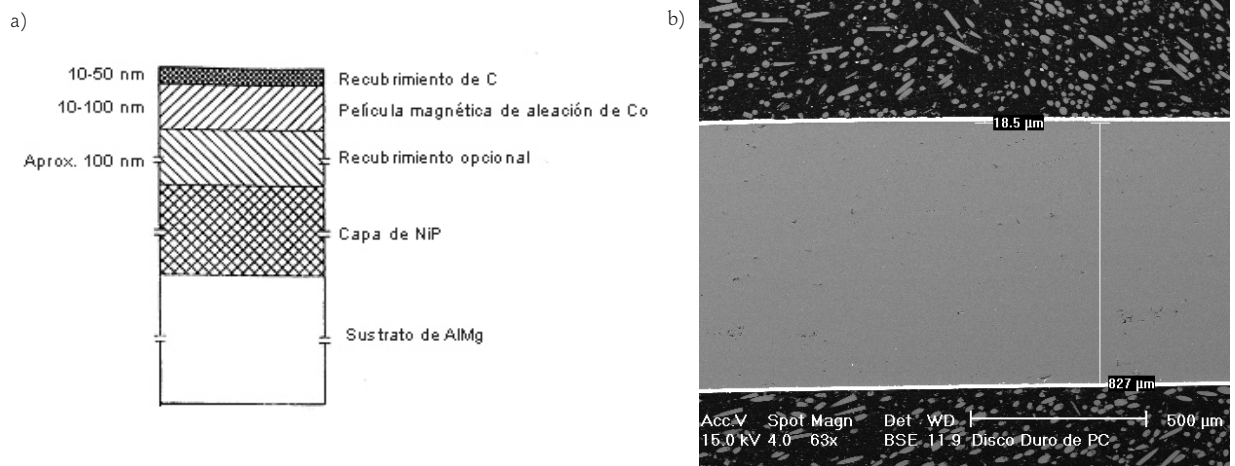 a)
10-50 nm
Recubrimiento de C
10-100 nm
Película magnética de aleación de Co
Aprox. 100 nm
Recubrimiento opcional
Capa de NiP
Sustrato de AlMg
b)
18.5 µm
827 µm
Acc.V Spot Magn Det WD 500 µm
15.0 kV 4.0 63x BSE 11.9 Disco Duro de PC